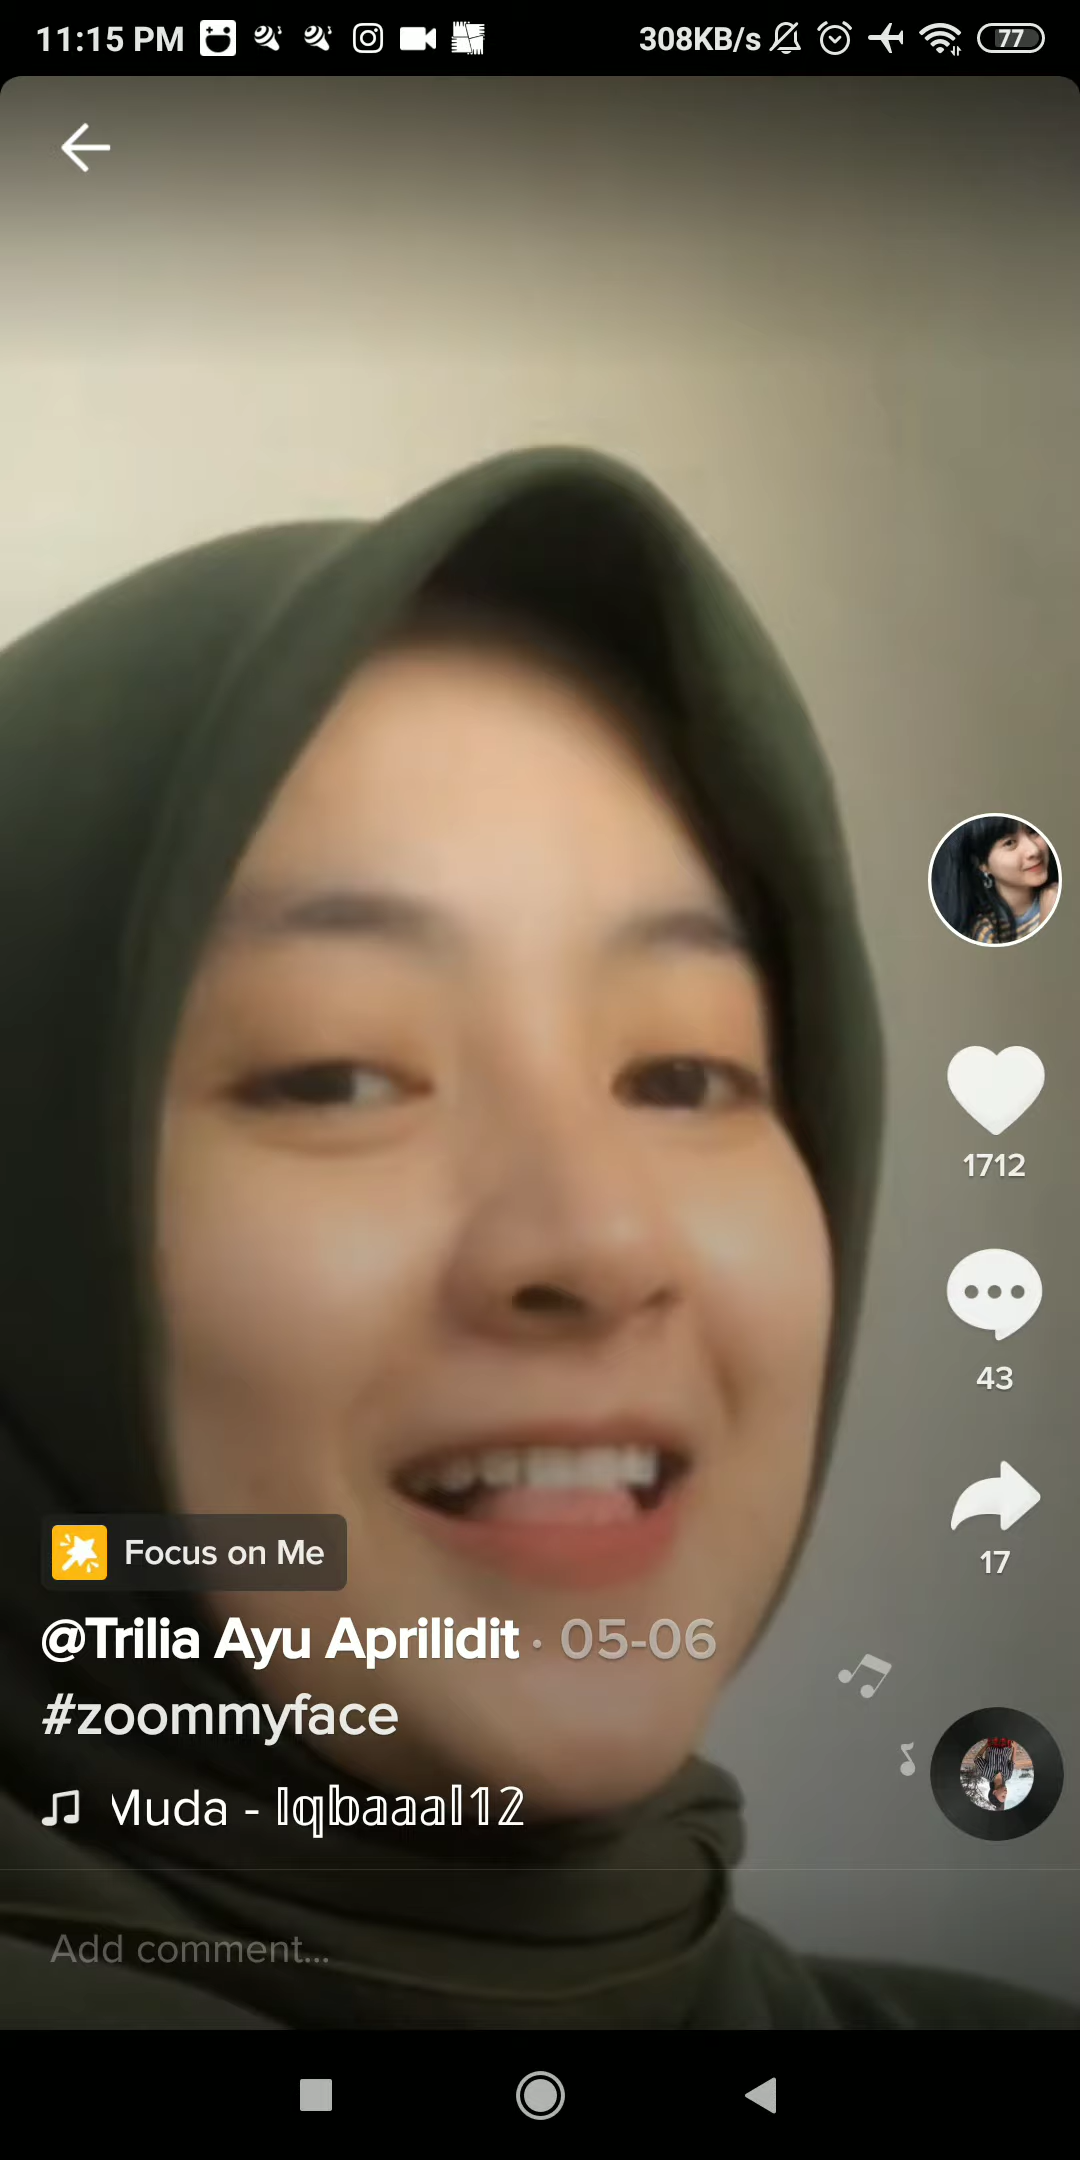 11:15 PM 308KB/s 77
1712
43
17
Focus on Me
@Trilia Ayu Aprilidit · 05-06
#zoommyface
Muda - 𝕀𝕢𝕓𝕒𝕒𝕒𝕝𝟙𝟚
Add comment...